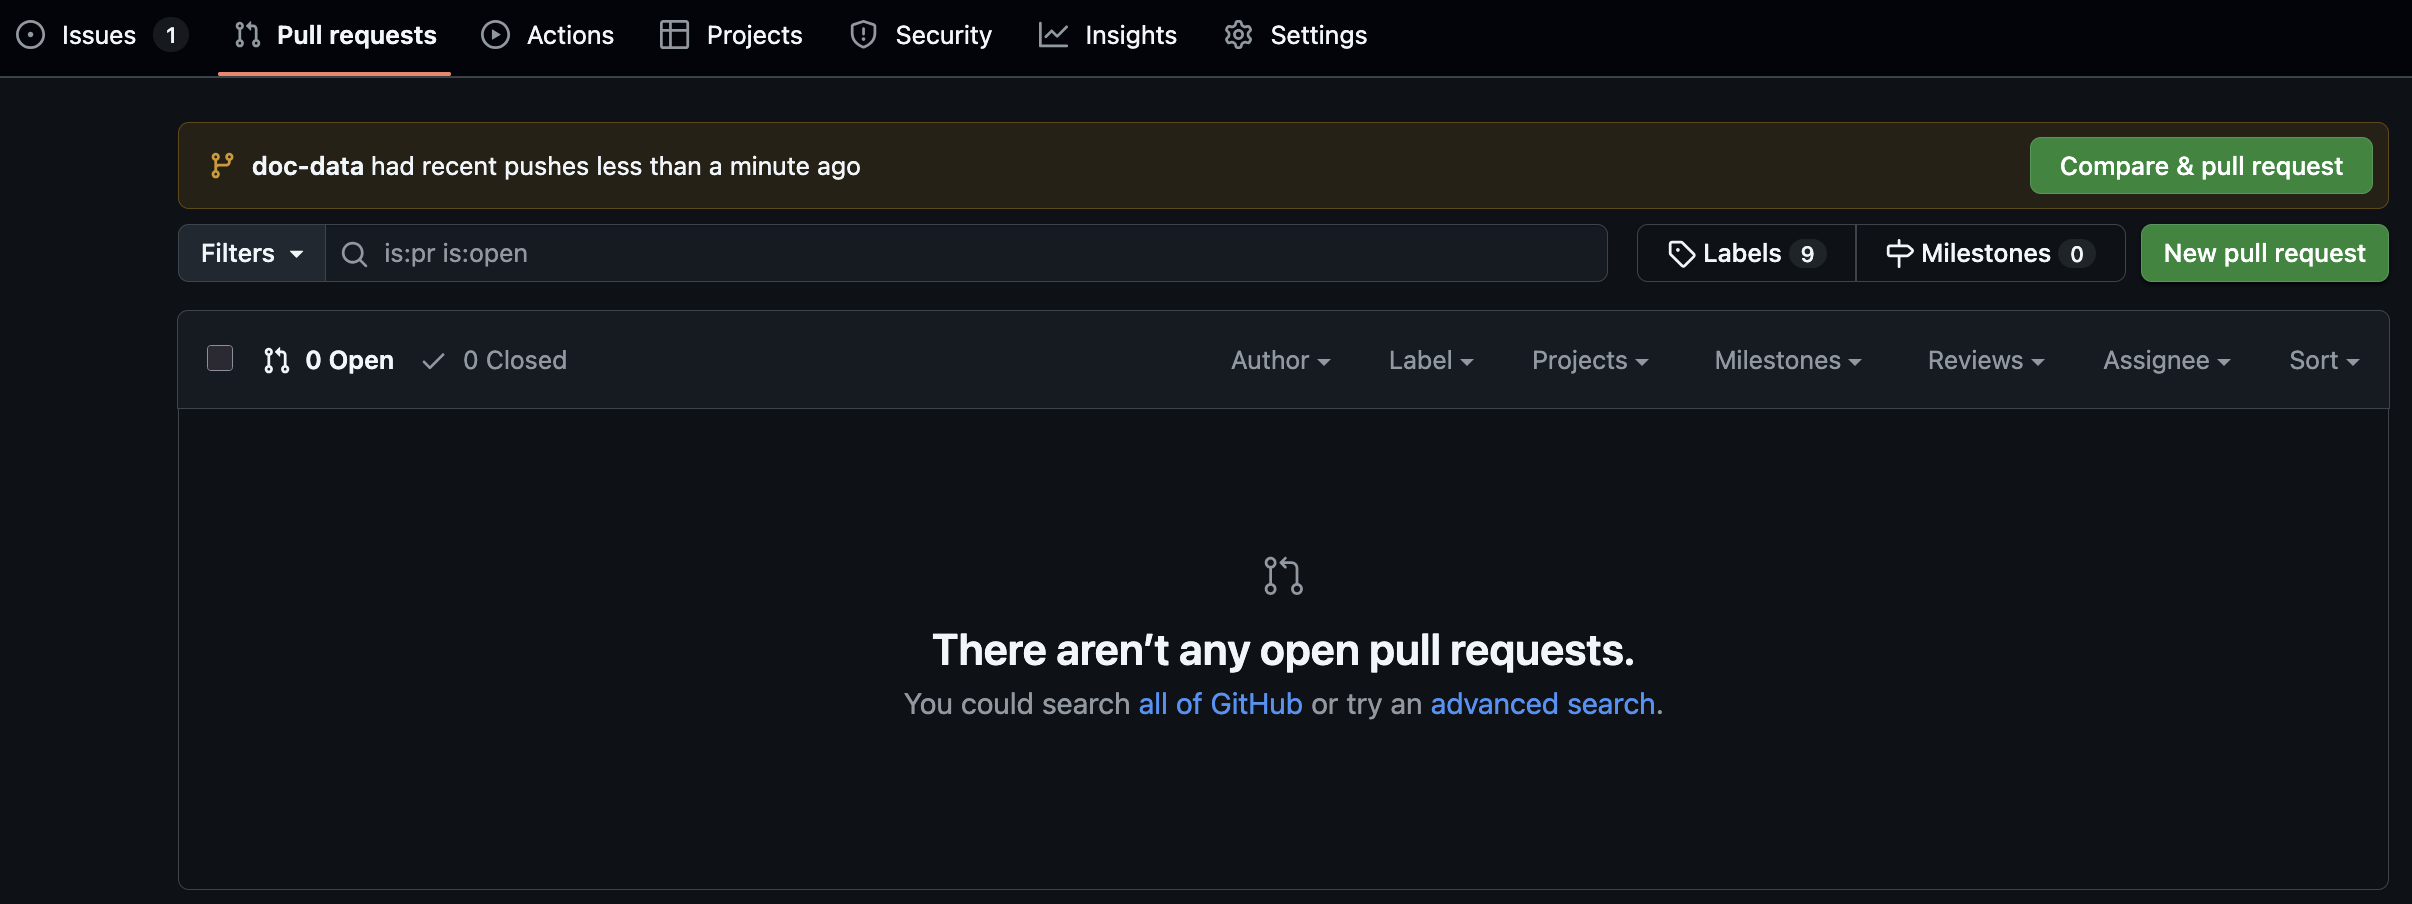 Issues 1 Pull requests Actions Projects Security Insights Settings
doc-data had recent pushes less than a minute ago Compare & pull request
Filters is:pr is:open Labels 9 Milestones 0 New pull request
0 Open 0 Closed Author Label Projects Milestones Reviews Assignee Sort
There aren’t any open pull requests.
You could search all of GitHub or try an advanced search.